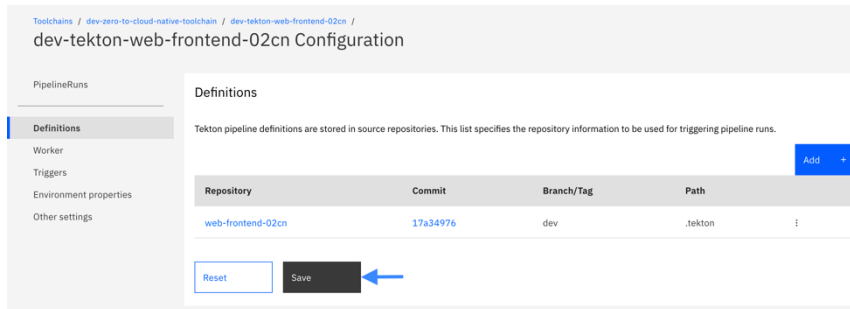 Toolchains / dev-zero-to-cloud-native-toolchain / dev-tekton-web-frontend-02cn /
dev-tekton-web-frontend-02cn Configuration
PipelineRuns
Definitions
Worker
Triggers
Environment properties
Other settings
Definitions
Tekton pipeline definitions are stored in source repositories. This list specifies the repository information to be used for triggering pipeline runs.
Add +
Repository Commit Branch/Tag Path
web-frontend-02cn 17a34976 dev .tekton
Reset Save